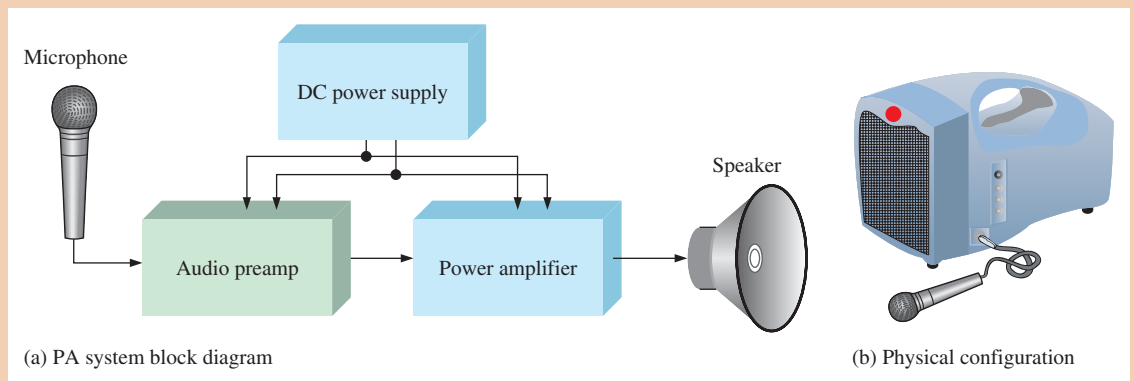 Microphone
DC power supply
Speaker
Audio preamp
Power amplifier
(a) PA system block diagram
(b) Physical configuration